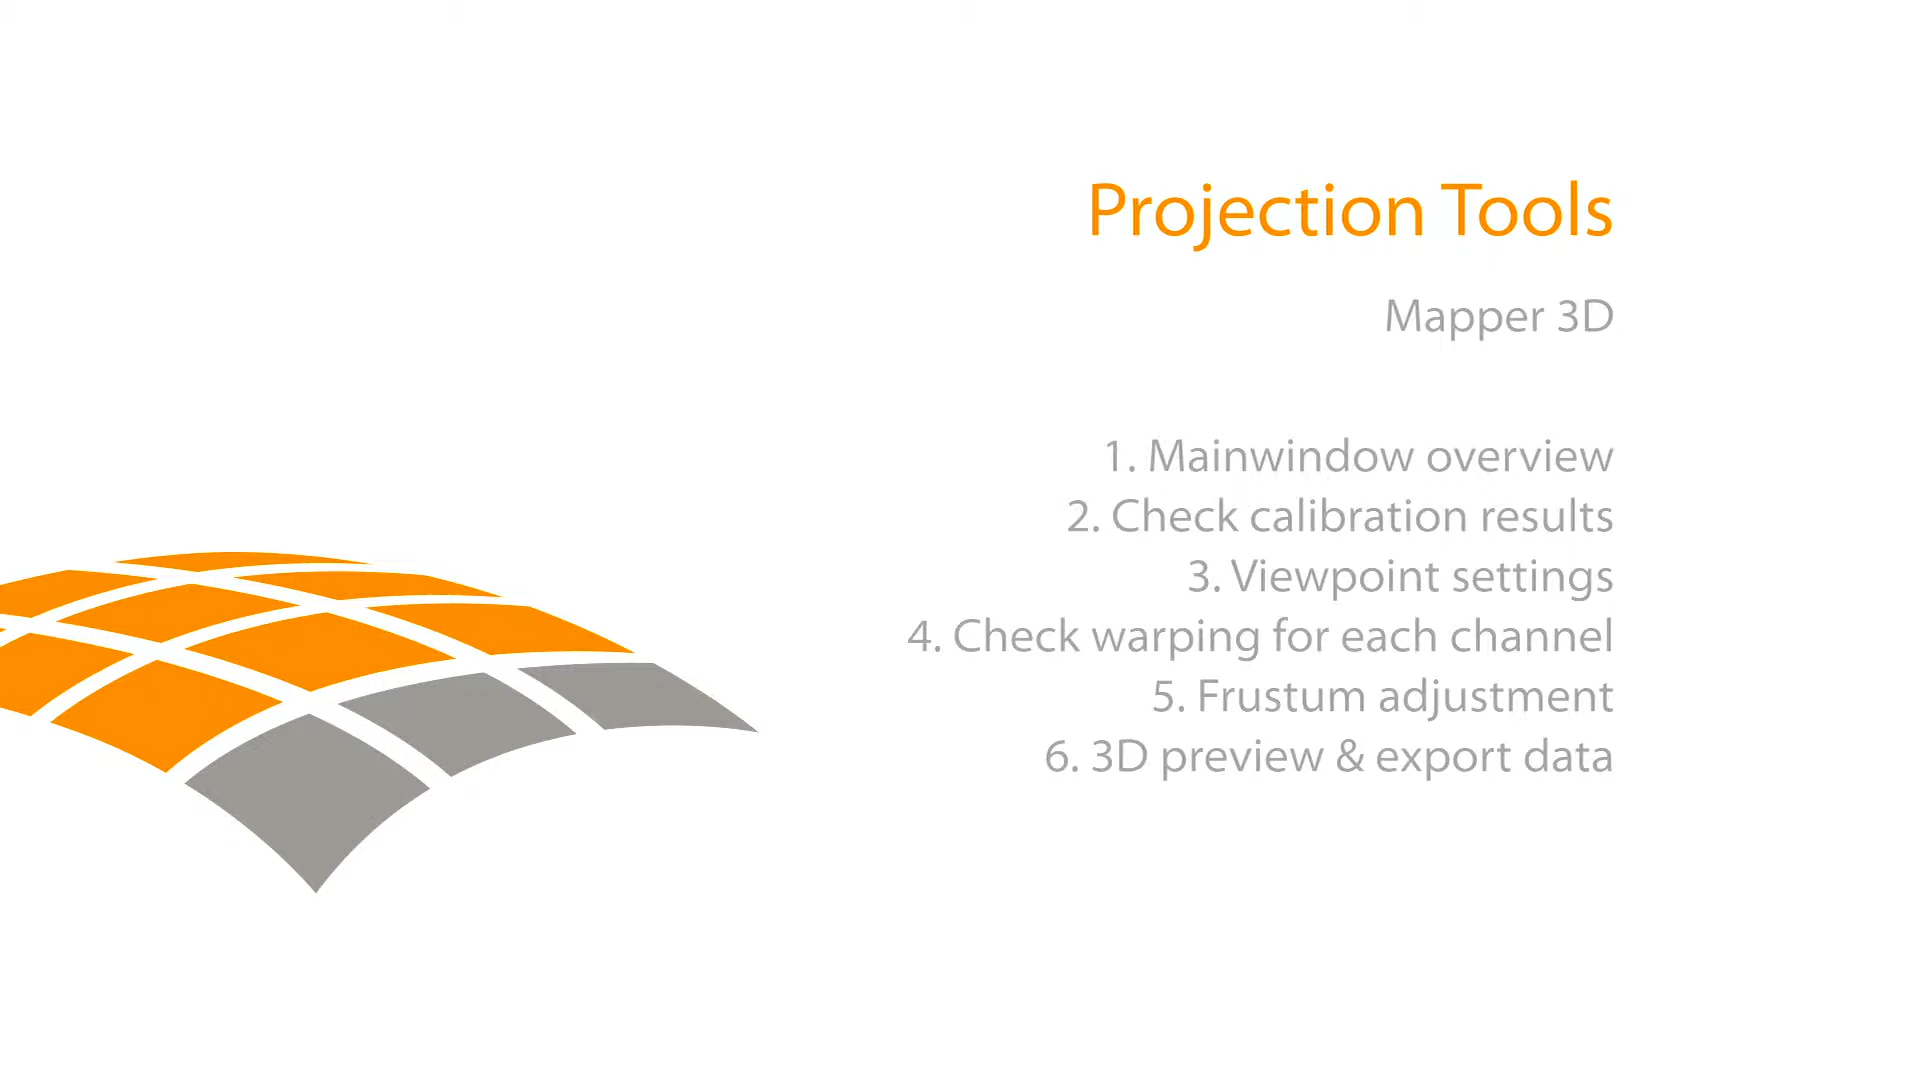 Projection Tools
Mapper 3D
1. Mainwindow overview
2. Check calibration results
3. Viewpoint settings
4. Check warping for each channel
5. Frustum adjustment
6. 3D preview & export data